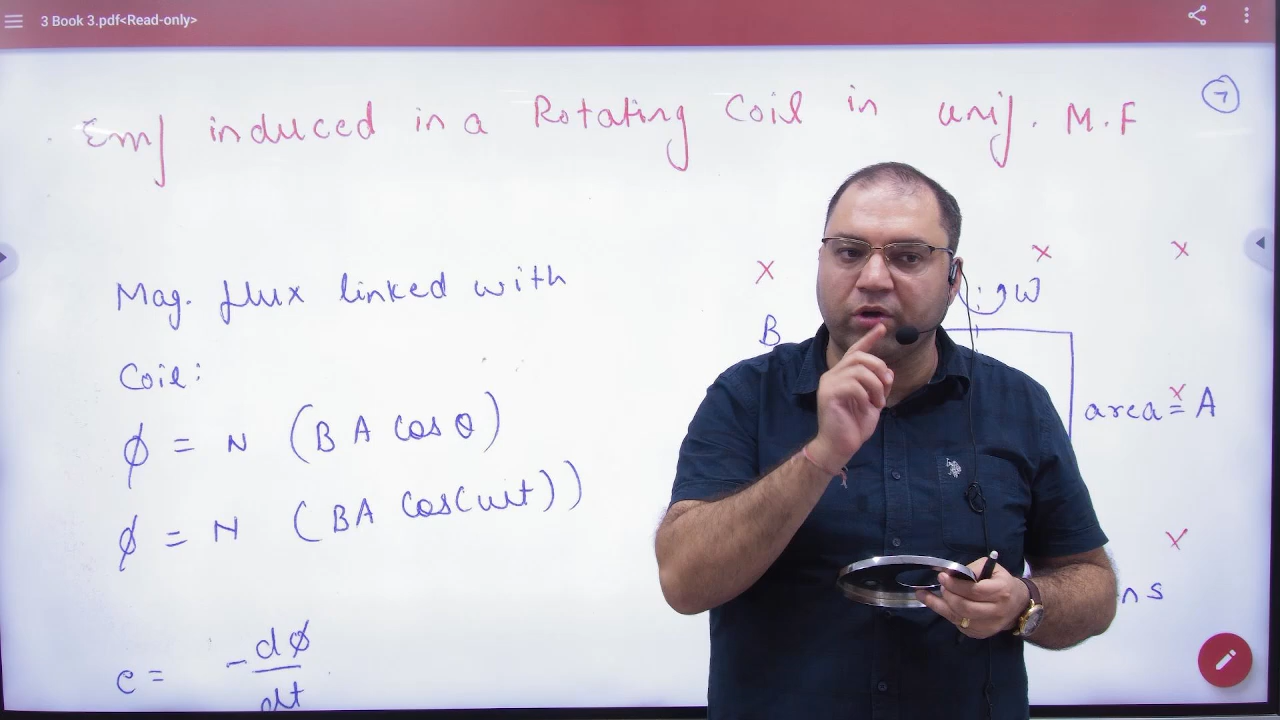 3 Book 3.pdf<Read-only>
7
Emf induced in a Rotating Coil in unif. M.F
Mag. flux linked with
Coil:
ϕ = N (BA cos θ)
ϕ = N (BA Cos(ωt))
e = -dϕ/dt
x x x
ω
B
area = A
x
x
ns